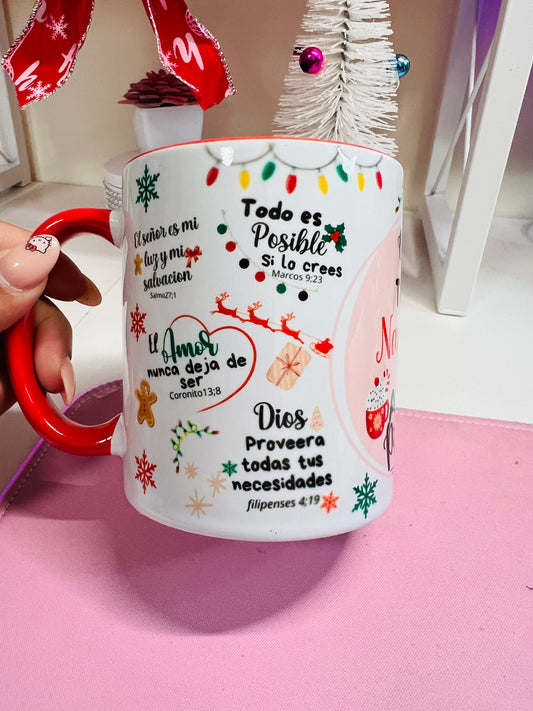 El señor es mi
luz y mi
salvacion
Salmo27;1
Todo es
Posible
Si lo crees
Marcos 9;23
El Amor
nunca deja de
ser
Coronito13;8
Dios
Proveera
todas tus
necesidades
filipenses 4;19